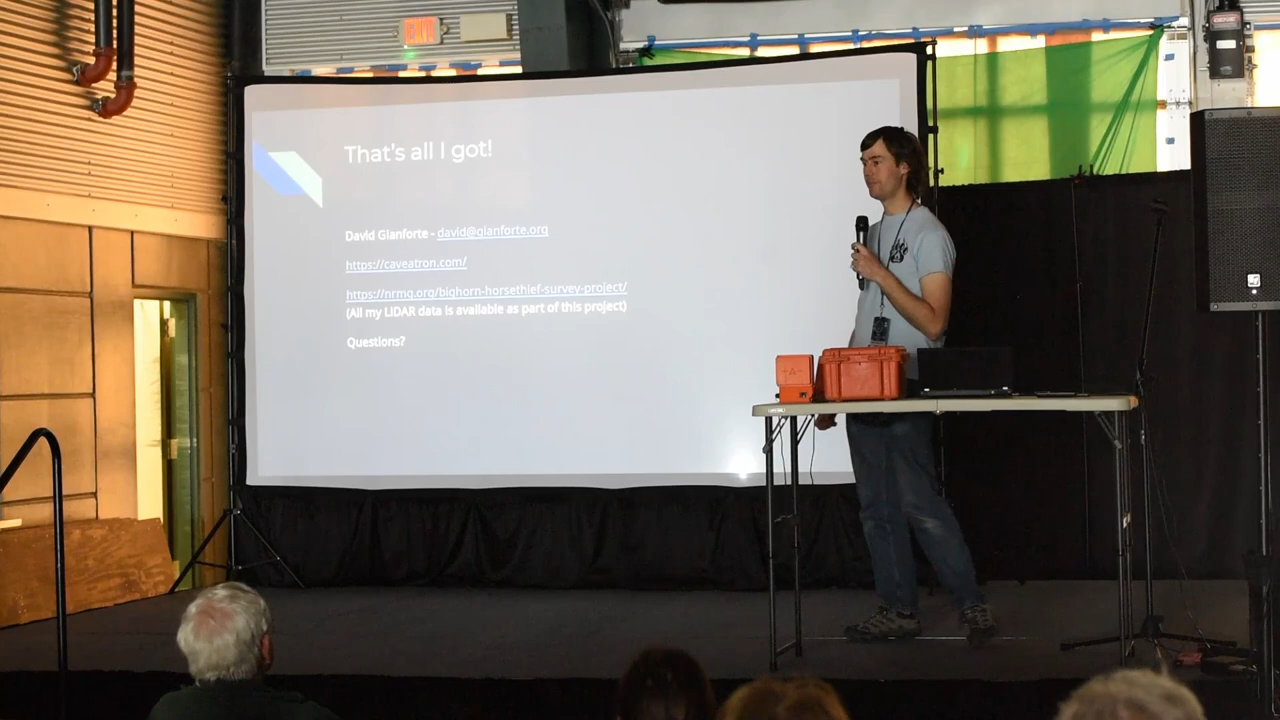 EXIT
That's all I got!
David Gianforte - david@gianforte.org
https://caveatron.com/
https://nrmg.org/bighorn-horsethief-survey-project/
(All my LiDAR data is available as part of this project)
Questions?